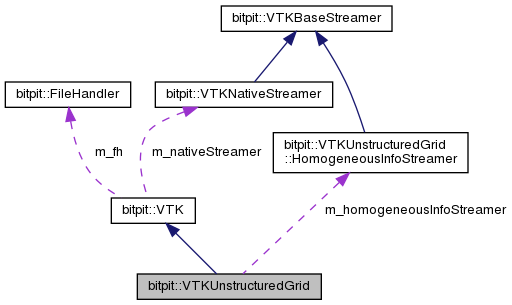 bitpit::VTKBaseStreamer
bitpit::FileHandler
bitpit::VTKNativeStreamer
bitpit::VTKUnstructuredGrid
::HomogeneousInfoStreamer
m_fh
m_nativeStreamer
bitpit::VTK
m_homogeneousInfoStreamer
bitpit::VTKUnstructuredGrid